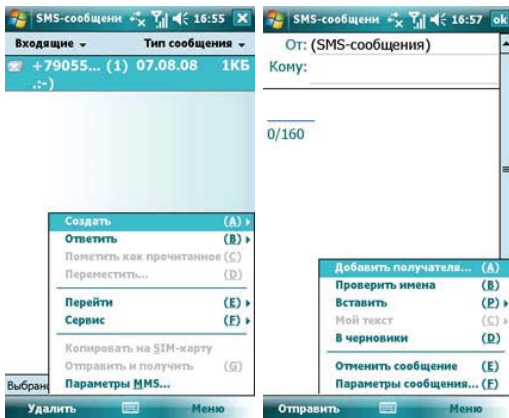 SMS-сообщени 16:55
Входящие Тип сообщения
+79055... (1) 07.08.08 1КБ
.:-)
Создать (A)
Ответить (B)
Пометить как прочитанное (C)
Переместить... (D)
Перейти (E)
Сервис (F)
Копировать на SIM-карту
Отправить и получить (G)
Параметры MMS...
Выбран
Удалить Меню
SMS-сообщени 16:57 ok
От: (SMS-сообщения)
Кому:
0/160
Добавить получателя... (A)
Проверить имена (B)
Вставить (P)
Мой текст (C)
В черновики (D)
Отменить сообщение (E)
Параметры сообщения... (F)
Отправить Меню